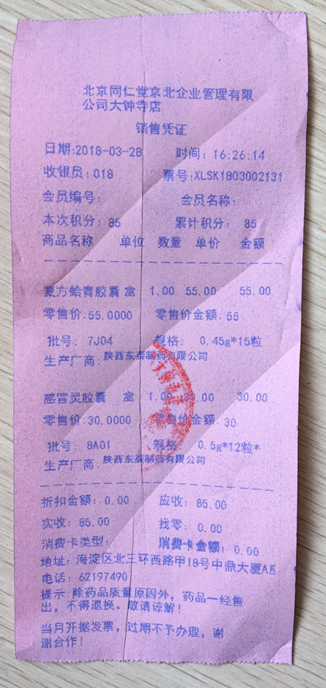 北京同仁堂京北企业管理有限
公司大钟寺店
销售凭证
日期:2018-03-28 时间: 16:26:14
收银员:018 票号:XLSK1803002131
会员编号: 会员名称:
本次积分: 85 累计积分: 85
商品名称 单位 数量 单价 金额
麦方蛤青胶囊 盒 1.00 55.00 55.00
零售价:55.0000 零售价金额:55
批号: 7J04 规格: 0.45g*15粒
生产厂商: 陕西东泰制药有限公司
感冒灵胶囊 盒 1.00 30.00
零售价:30.0000 零售价金额:30
批号: 8A01 规格: 0.5g*12粒*
生产厂商: 陕西东泰制药有限公司
折扣金额: 0.00 应收: 85.00
实收: 85.00 找零: 0.00
消费卡类型: 消费卡金额: 0.00
地址: 海淀区北三环西路甲18号中鼎大厦A座
电话: 62197490
提示: 除药品质量原因外, 药品一经售
出, 不得退换。敬请谅解!
当月开据发票, 过期不予办理, 谢
谢合作!